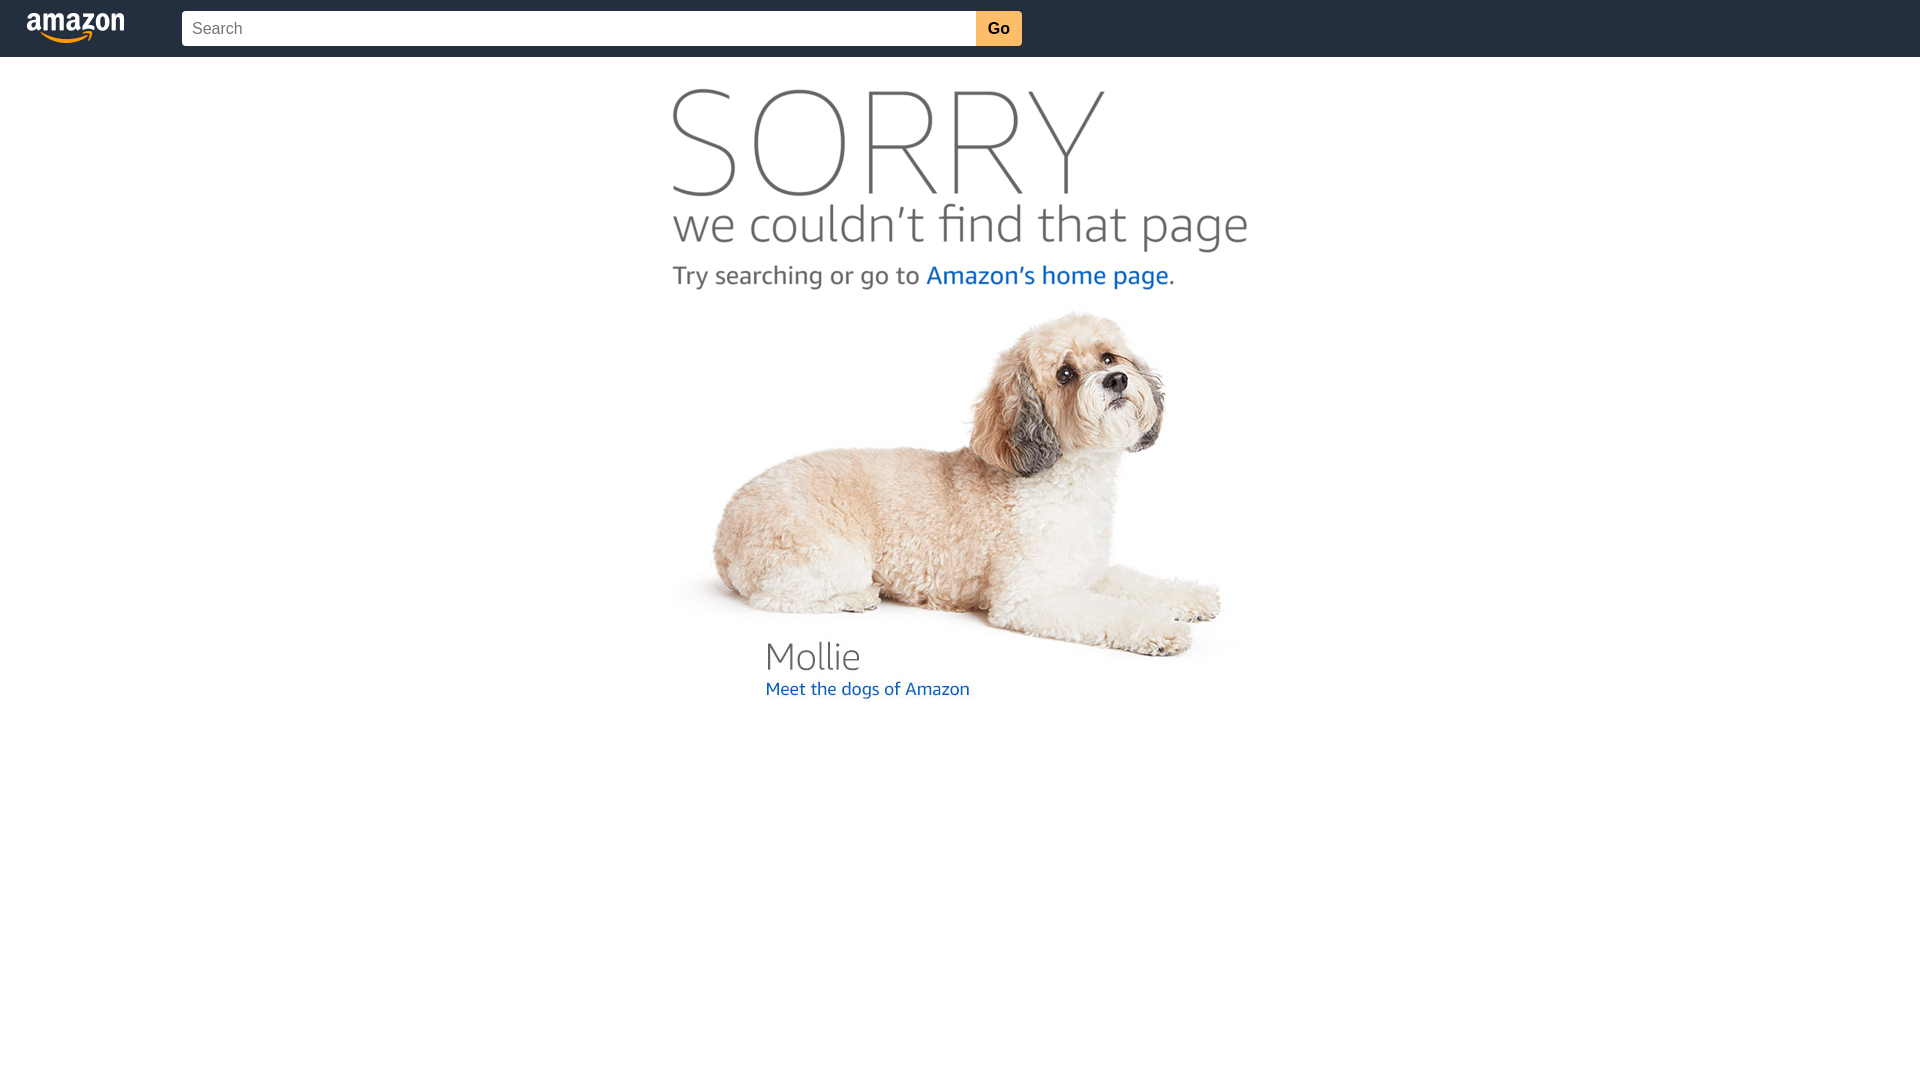 amazon
Search
Go
SORRY
we couldn’t find that page
Try searching or go to Amazon’s home page.
Mollie
Meet the dogs of Amazon